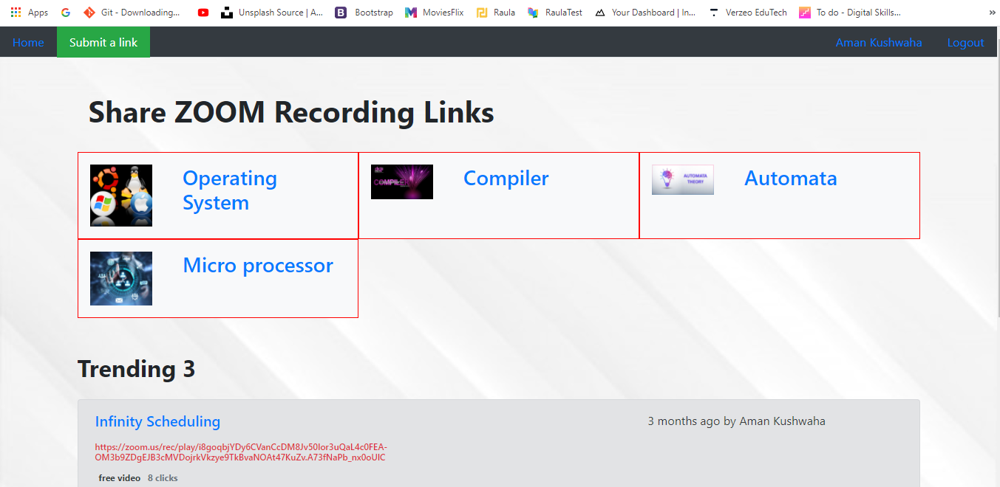 Apps Git - Downloading... Unsplash Source | A... Bootstrap MoviesFlix Raula RaulaTest Your Dashboard | In... Verzeo EduTech To do - Digital Skills... »
Home Submit a link Aman Kushwaha Logout
Share ZOOM Recording Links
Operating
System
COMPILER
Compiler
AUTOMATA
THEORY
Automata
Micro processor
Trending 3
Infinity Scheduling 3 months ago by Aman Kushwaha
https://zoom.us/rec/play/i8goqbjYDy6CVanCcDM8Jv50lor3uQaL4c0FEA-
OM3b9ZDgEJB3cMVDojrkVkzye9TkBvaNOAt47KuZv.A73fNaPb_nx0oUIC
free video 8 clicks